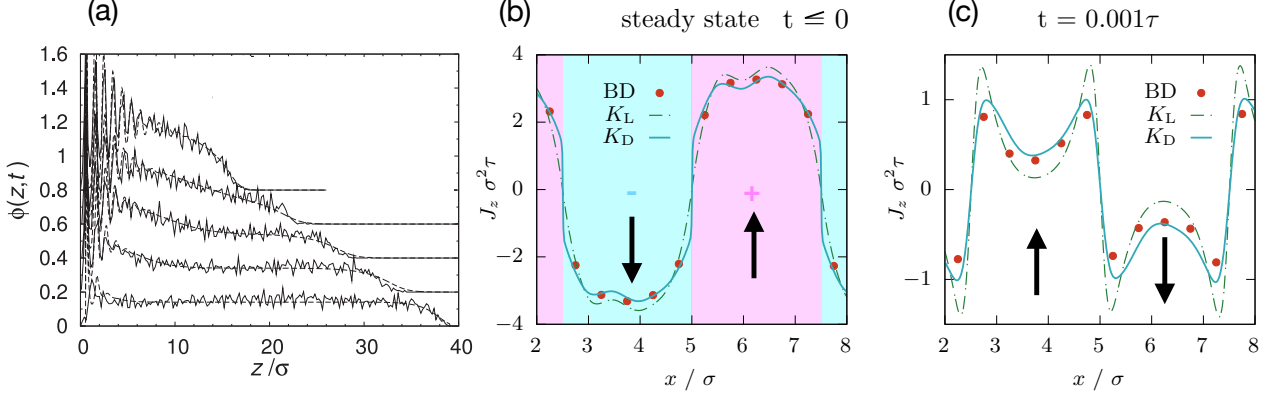 (a)
ϕ(z,t)
1.6
1.4
1.2
1
0.8
0.6
0.4
0.2
0
0 10 20 30 40
z/σ
(b)
steady state t ≦ 0
J_z σ²τ
4
2
0
−2
−4
BD
K_L
K_D
-
+
2 3 4 5 6 7 8
x / σ
(c)
t = 0.001τ
J_z σ²τ
1
0
−1
BD
K_L
K_D
2 3 4 5 6 7 8
x / σ